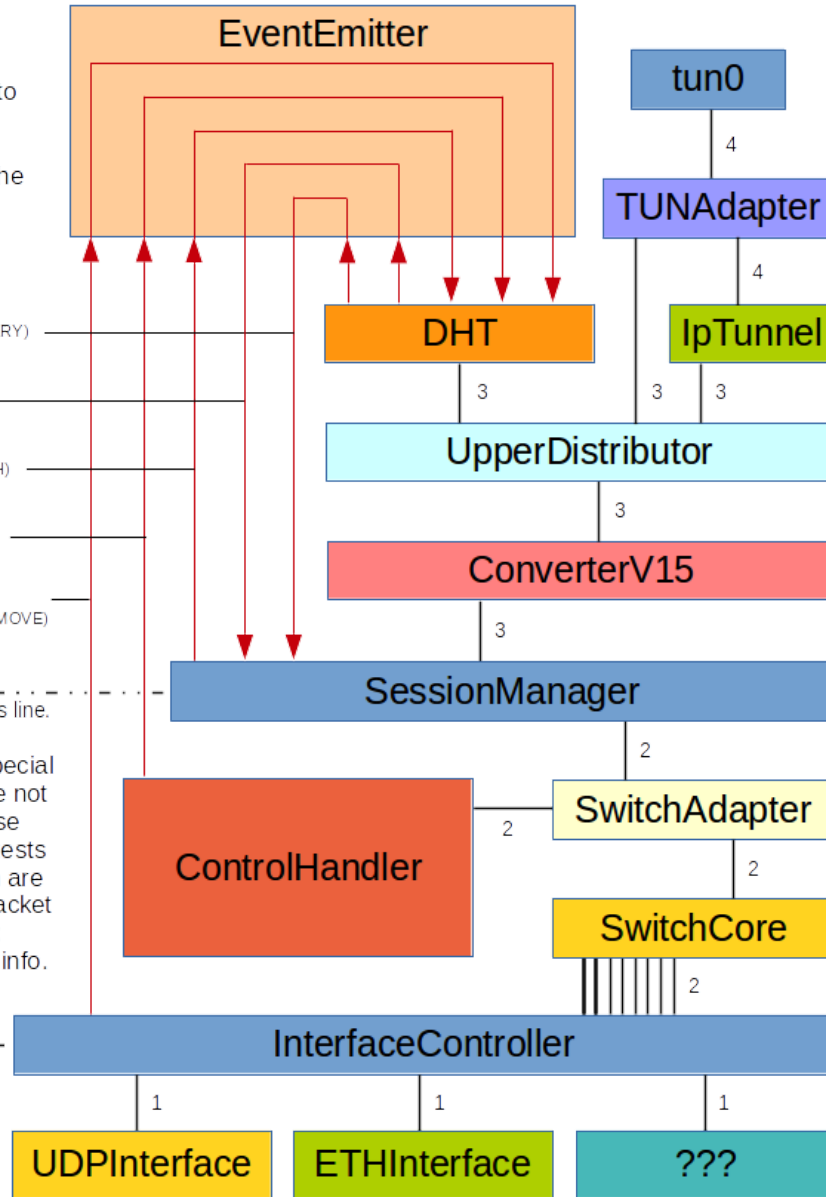 EventEmitter
to
tun0
4
ne
TUNAdapter
4
RY)
DHT
IpTunnel
3
3
3
UpperDistributor
H)
3
ConverterV15
MOVE)
3
SessionManager
s line.
2
pecial
e not
se
ests
are
acket
info.
SwitchAdapter
2
ControlHandler
2
SwitchCore
2
InterfaceController
1
1
1
UDPInterface
ETHInterface
???